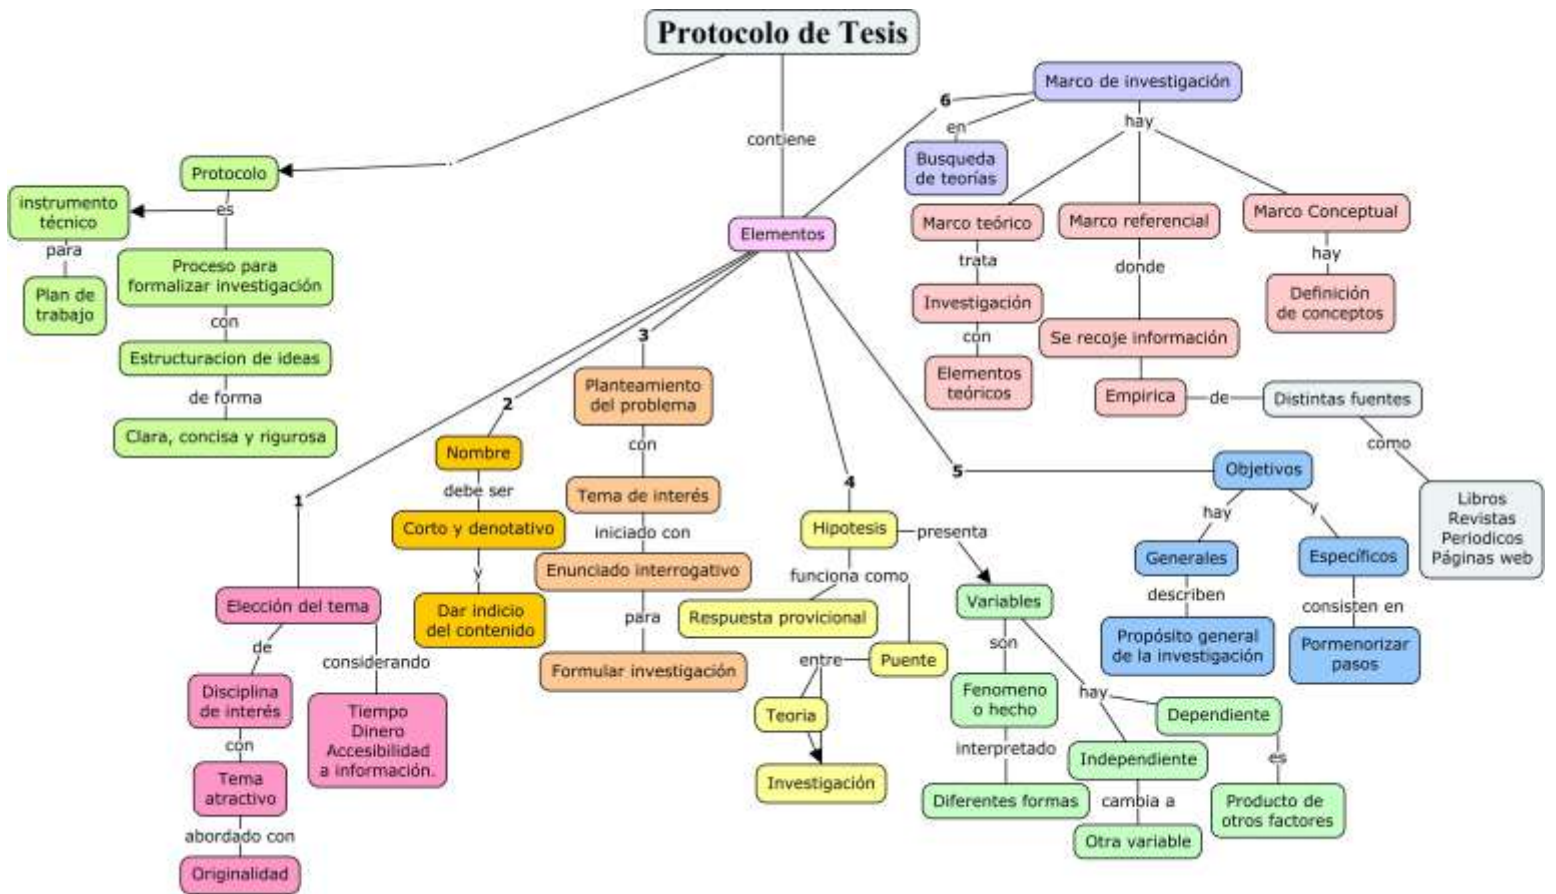 Protocolo de Tesis
contiene
.
Protocolo
es
instrumento
técnico
para
Plan de
trabajo
Proceso para
formalizar investigación
con
Estructuracion de ideas
de forma
Clara, concisa y rigurosa
Elementos
1
Elección del tema
de
Disciplina
de interés
con
Tema
atractivo
abordado con
Originalidad
considerando
Tiempo
Dinero
Accesibilidad
a información.
2
Nombre
debe ser
Corto y denotativo
y
Dar indicio
del contenido
3
Planteamiento
del problema
con
Tema de interés
iniciado con
Enunciado interrogativo
para
Formular investigación
4
Hipotesis
funciona como
Respuesta provicional
Puente
entre
Teoria
Investigación
presenta
Variables
son
Fenomeno
o hecho
interpretado
Diferentes formas
hay
Independiente
cambia a
Otra variable
Dependiente
es
Producto de
otros factores
5
Objetivos
hay
Generales
describen
Propósito general
de la investigación
y
Específicos
consisten en
Pormenorizar
pasos
6
Marco de investigación
en
Busqueda
de teorías
hay
Marco teórico
trata
Investigación
con
Elementos
teóricos
Marco referencial
donde
Se recoje información
Empirica
de
Distintas fuentes
como
Libros
Revistas
Periodicos
Páginas web
Marco Conceptual
hay
Definición
de conceptos